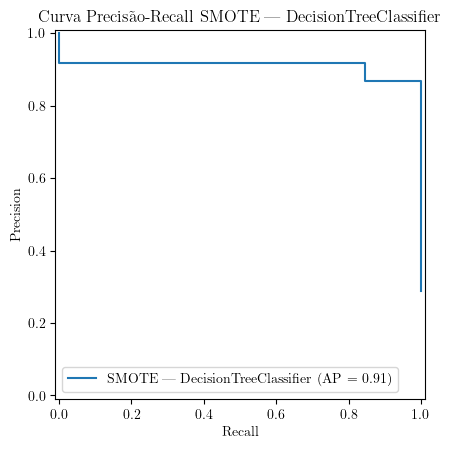 Curva Precisão-Recall SMOTE — DecisionTreeClassifier
1.0
0.8
0.6
0.4
0.2
0.0
Precision
SMOTE — DecisionTreeClassifier (AP = 0.91)
0.0 0.2 0.4 0.6 0.8 1.0
Recall